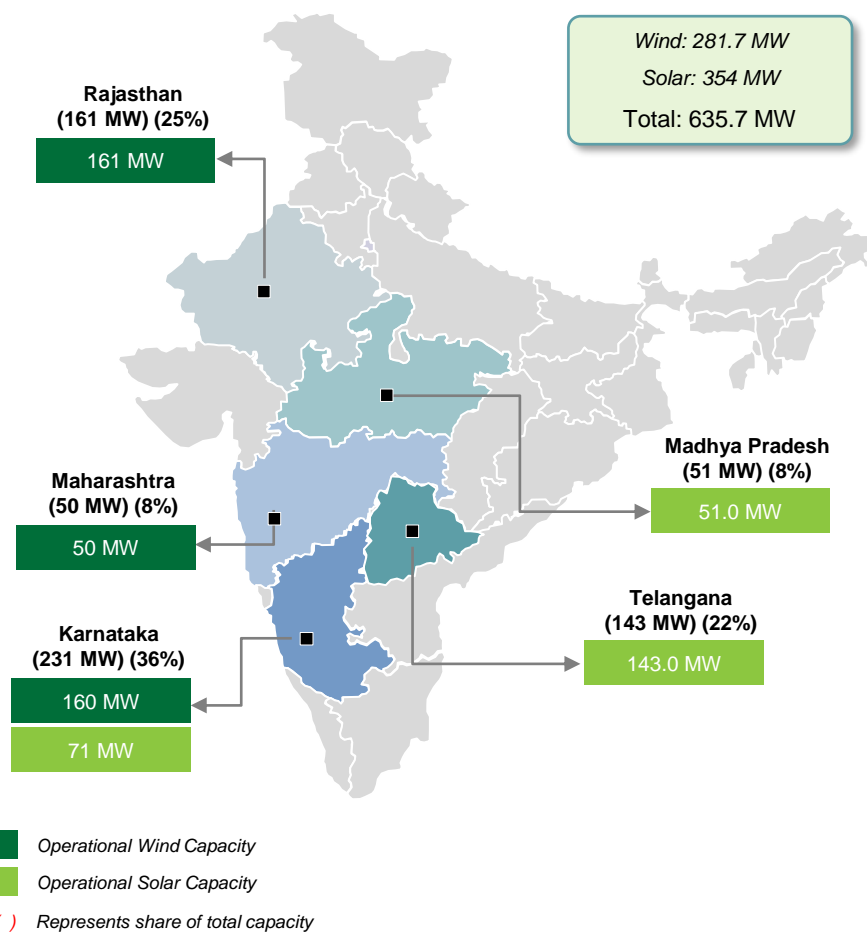 Wind: 281.7 MW
Solar: 354 MW
Total: 635.7 MW
Rajasthan
(161 MW) (25%)
161 MW
Madhya Pradesh
(51 MW) (8%)
51.0 MW
Maharashtra
(50 MW) (8%)
50 MW
Telangana
(143 MW) (22%)
143.0 MW
Karnataka
(231 MW) (36%)
160 MW
71 MW
Operational Wind Capacity
Operational Solar Capacity
) Represents share of total capacity